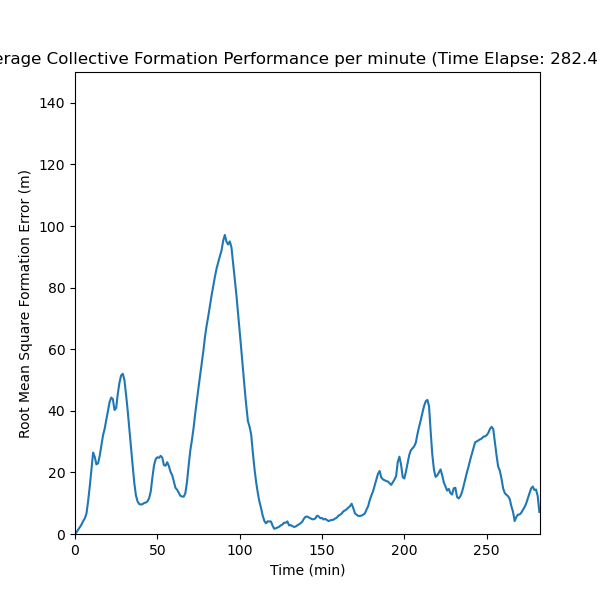 erage Collective Formation Performance per minute (Time Elapse: 282.4
140
120
100
80
60
40
20
0
Root Mean Square Formation Error (m)
0 50 100 150 200 250
Time (min)